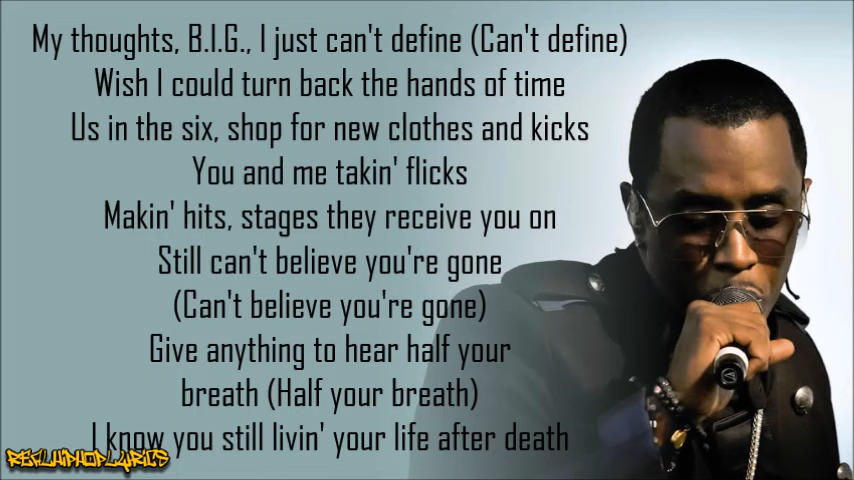 My thoughts, B.I.G., I just can't define (Can't define)
Wish I could turn back the hands of time
Us in the six, shop for new clothes and kicks
You and me takin' flicks
Makin' hits, stages they receive you on
Still can't believe you're gone
(Can't believe you're gone)
Give anything to hear half your
breath (Half your breath)
I know you still livin' your life after death
REALHIPHOPLYRICS